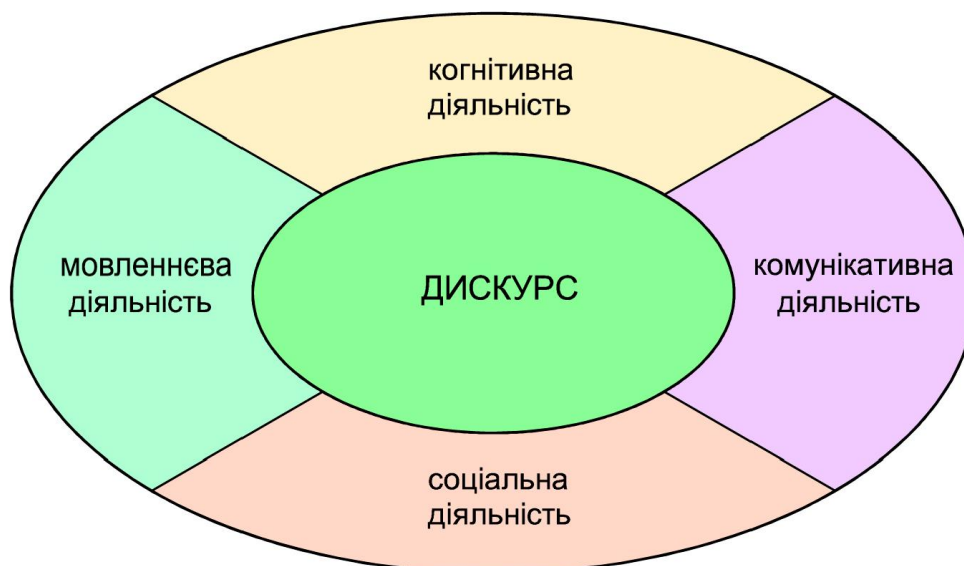 когнітивна
діяльність
мовленнєва
діяльність
ДИСКУРС
комунікативна
діяльність
соціальна
діяльність